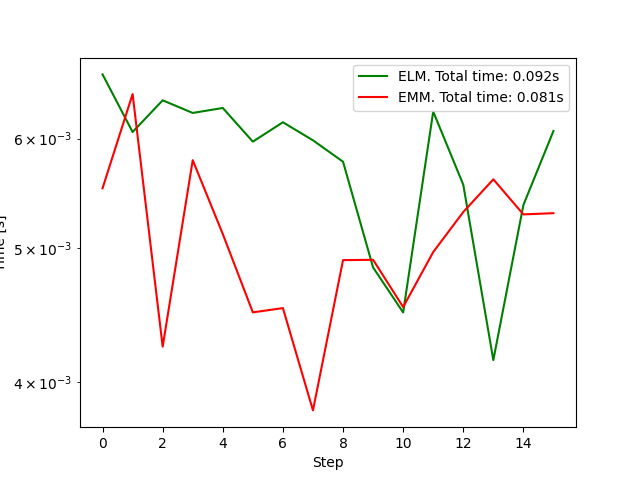 ELM. Total time: 0.092s
EMM. Total time: 0.081s
6 × 10⁻³
5 × 10⁻³
4 × 10⁻³
[s]
0 2 4 6 8 10 12 14
Step